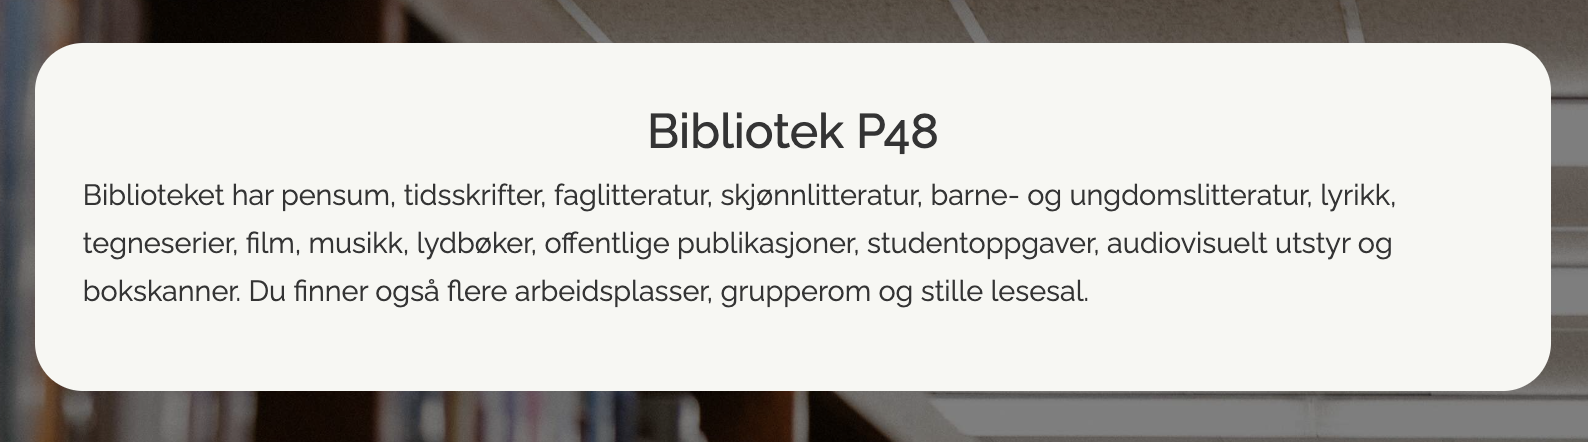 Bibliotek P48
Biblioteket har pensum, tidsskrifter, faglitteratur, skjønnlitteratur, barne- og ungdomslitteratur, lyrikk,
tegneserier, film, musikk, lydbøker, offentlige publikasjoner, studentoppgaver, audiovisuelt utstyr og
bokskanner. Du finner også flere arbeidsplasser, grupperom og stille lesesal.